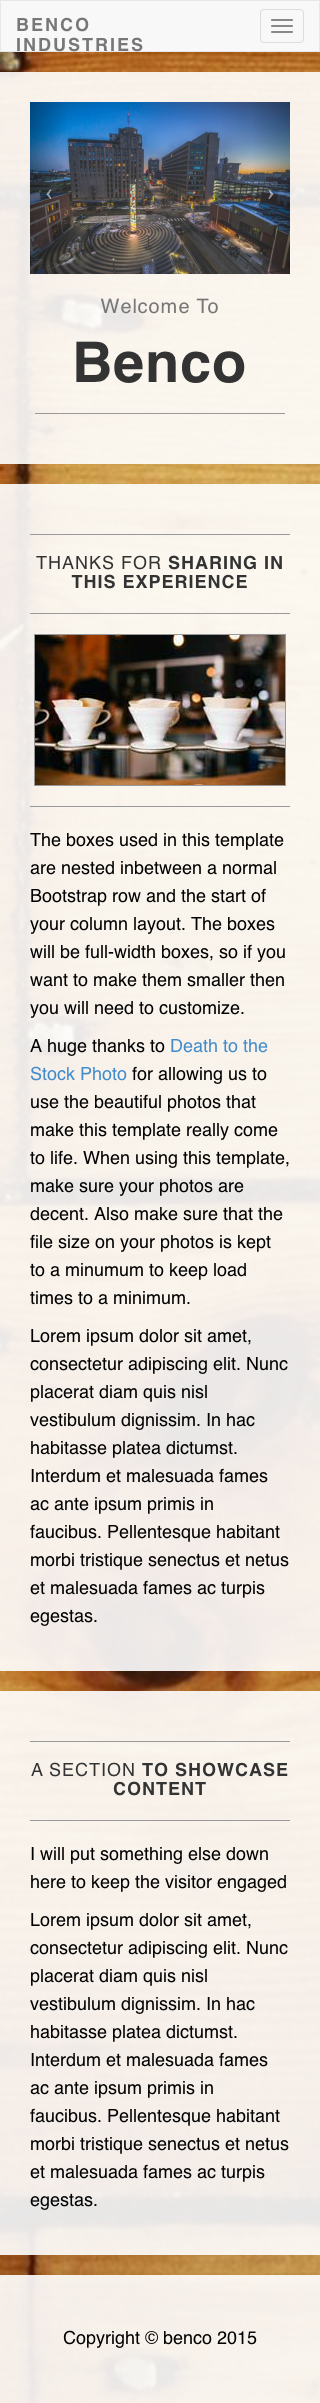 BENCO
INDUSTRIES
Welcome To
Benco
THANKS FOR SHARING IN
THIS EXPERIENCE
The boxes used in this template
are nested inbetween a normal
Bootstrap row and the start of
your column layout. The boxes
will be full-width boxes, so if you
want to make them smaller then
you will need to customize.
A huge thanks to Death to the
Stock Photo for allowing us to
use the beautiful photos that
make this template really come
to life. When using this template,
make sure your photos are
decent. Also make sure that the
file size on your photos is kept
to a minumum to keep load
times to a minimum.
Lorem ipsum dolor sit amet,
consectetur adipiscing elit. Nunc
placerat diam quis nisl
vestibulum dignissim. In hac
habitasse platea dictumst.
Interdum et malesuada fames
ac ante ipsum primis in
faucibus. Pellentesque habitant
morbi tristique senectus et netus
et malesuada fames ac turpis
egestas.
A SECTION TO SHOWCASE
CONTENT
I will put something else down
here to keep the visitor engaged
Lorem ipsum dolor sit amet,
consectetur adipiscing elit. Nunc
placerat diam quis nisl
vestibulum dignissim. In hac
habitasse platea dictumst.
Interdum et malesuada fames
ac ante ipsum primis in
faucibus. Pellentesque habitant
morbi tristique senectus et netus
et malesuada fames ac turpis
egestas.
Copyright © benco 2015